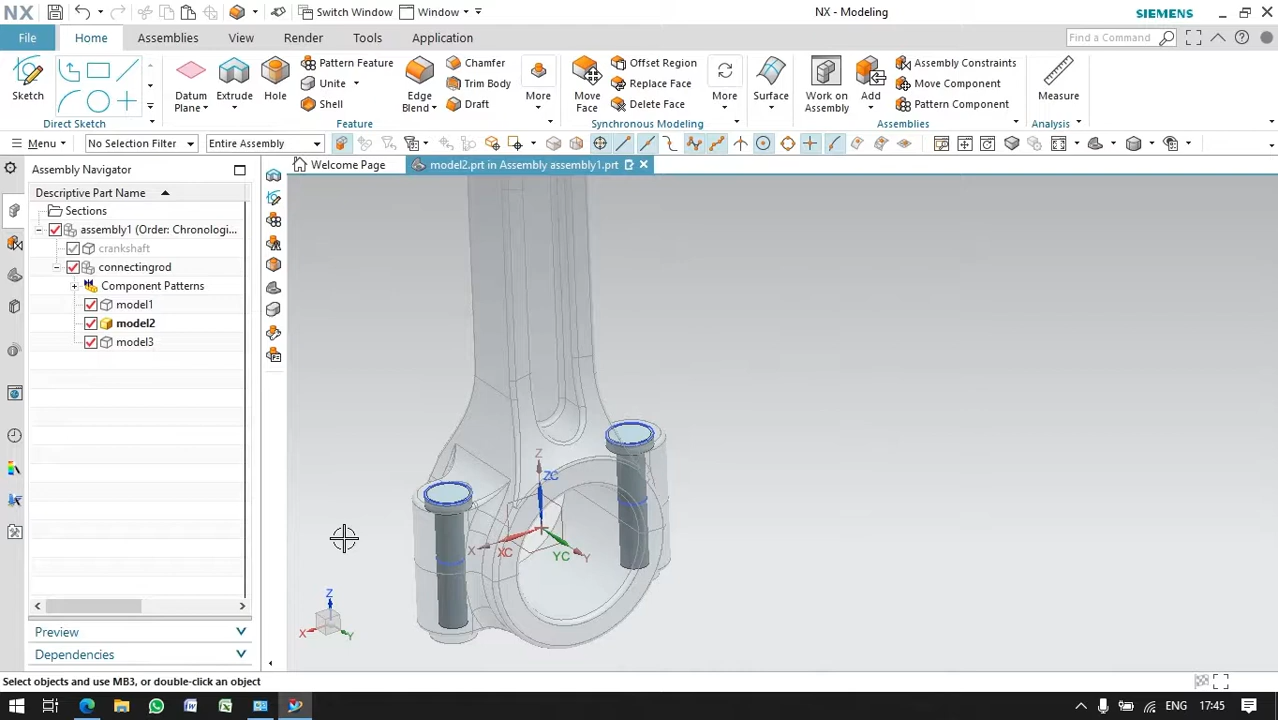 NX
Switch Window
Window
NX - Modeling
SIEMENS
File
Home
Assemblies
View
Render
Tools
Application
Find a Command
Sketch
Direct Sketch
Datum
Plane
Extrude
Hole
Pattern Feature
Unite
Shell
Feature
Edge
Blend
Chamfer
Trim Body
Draft
More
Move
Face
Offset Region
Replace Face
Delete Face
Synchronous Modeling
More
Surface
Work on
Assembly
Add
Assembly Constraints
Move Component
Pattern Component
Assemblies
Measure
Analysis
Menu
No Selection Filter
Entire Assembly
Assembly Navigator
Welcome Page
model2.prt in Assembly assembly1.prt
Descriptive Part Name
Sections
assembly1 (Order: Chronologi...
crankshaft
connectingrod
Component Patterns
model1
model2
model3
Z
ZC
X
XC
YC
Y
Z
X
Y
Preview
Dependencies
Select objects and use MB3, or double-click an object
ENG
17:45